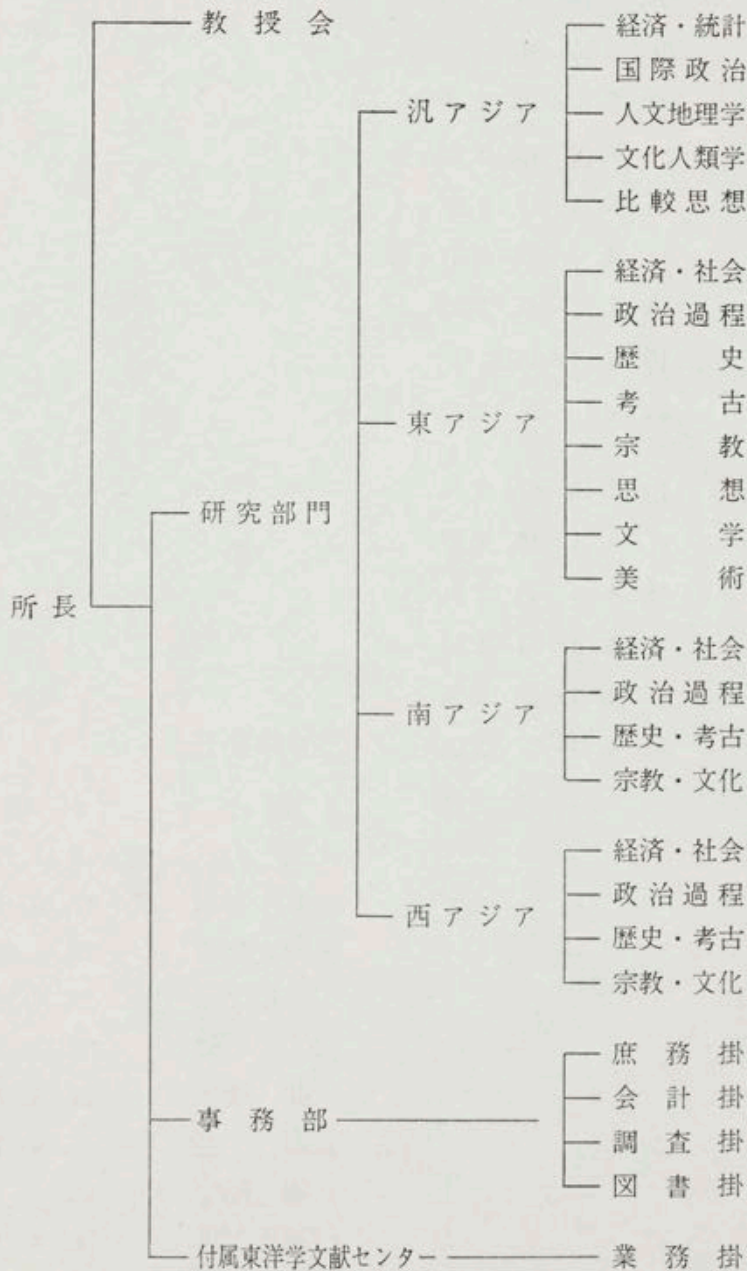 教授会
汎アジア
経済・統計
国際政治
人文地理学
文化人類学
比較思想
東アジア
経済・社会
政治過程
歴史
考古
宗教
思想
文学
美術
研究部門
所長
南アジア
経済・社会
政治過程
歴史・考古
宗教・文化
西アジア
経済・社会
政治過程
歴史・考古
宗教・文化
事務部
庶務掛
会計掛
調査掛
図書掛
付属東洋学文献センター
業務掛